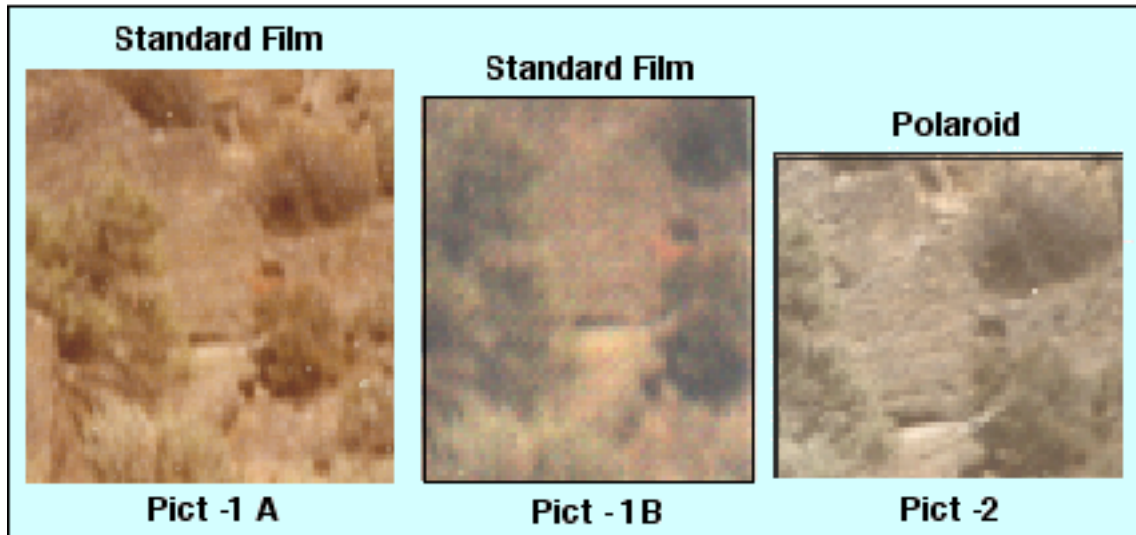 Standard Film
Standard Film
Polaroid
Pict -1 A
Pict - 1B
Pict -2